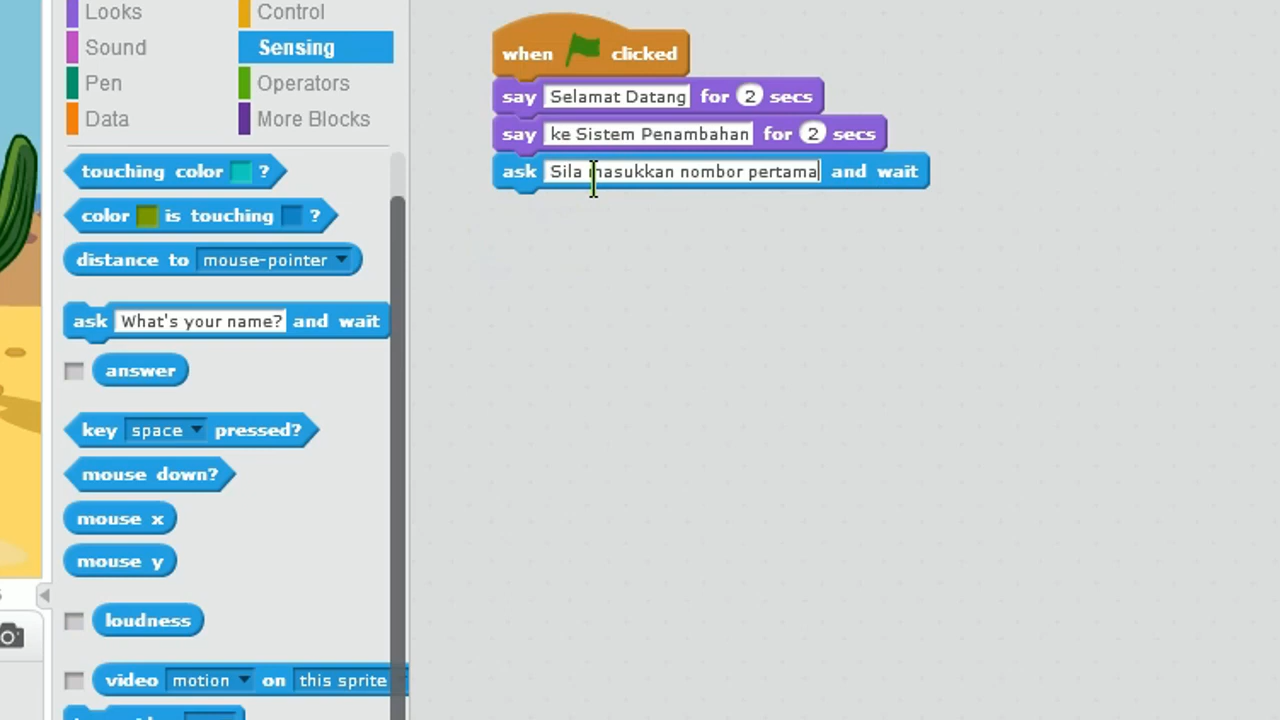 Looks
Control
Sound
Sensing
Pen
Operators
Data
More Blocks
touching color ?
color is touching ?
distance to mouse-pointer
ask What's your name? and wait
answer
key space pressed?
mouse down?
mouse x
mouse y
loudness
video motion on this sprite
when clicked
say Selamat Datang for 2 secs
say ke Sistem Penambahan for 2 secs
ask Sila masukkan nombor pertama and wait